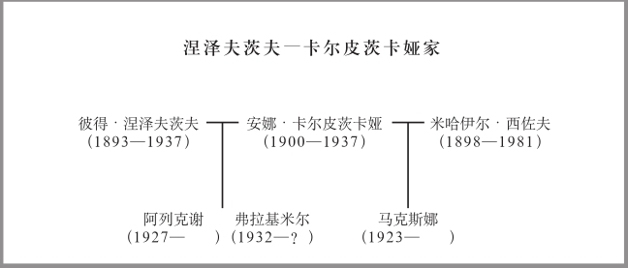 涅泽夫茨夫—卡尔皮茨卡娅家
彼得·涅泽夫茨夫 安娜·卡尔皮茨卡娅 米哈伊尔·西佐夫
（1893—1937） （1900—1937） （1898—1981）
阿列克谢 弗拉基米尔 马克斯娜
（1927— ） （1932—？） （1923— ）